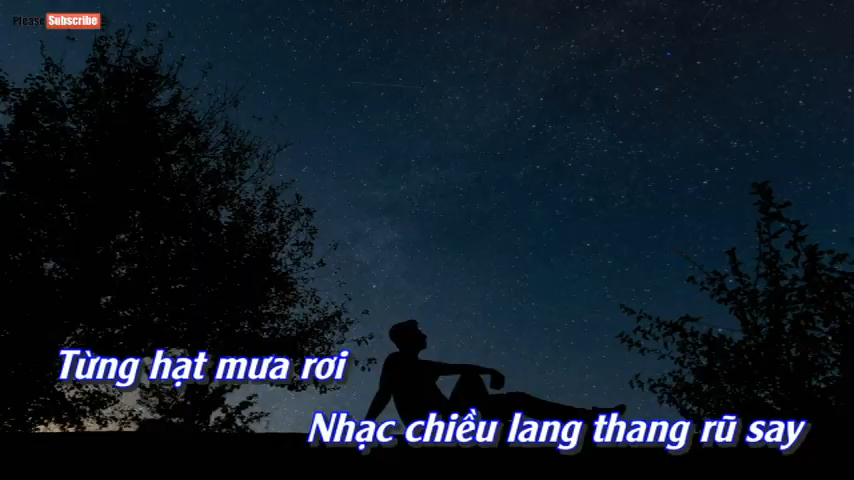 Please Subscribe
Từng hạt mưa rơi
Nhạc chiều lang thang rũ say